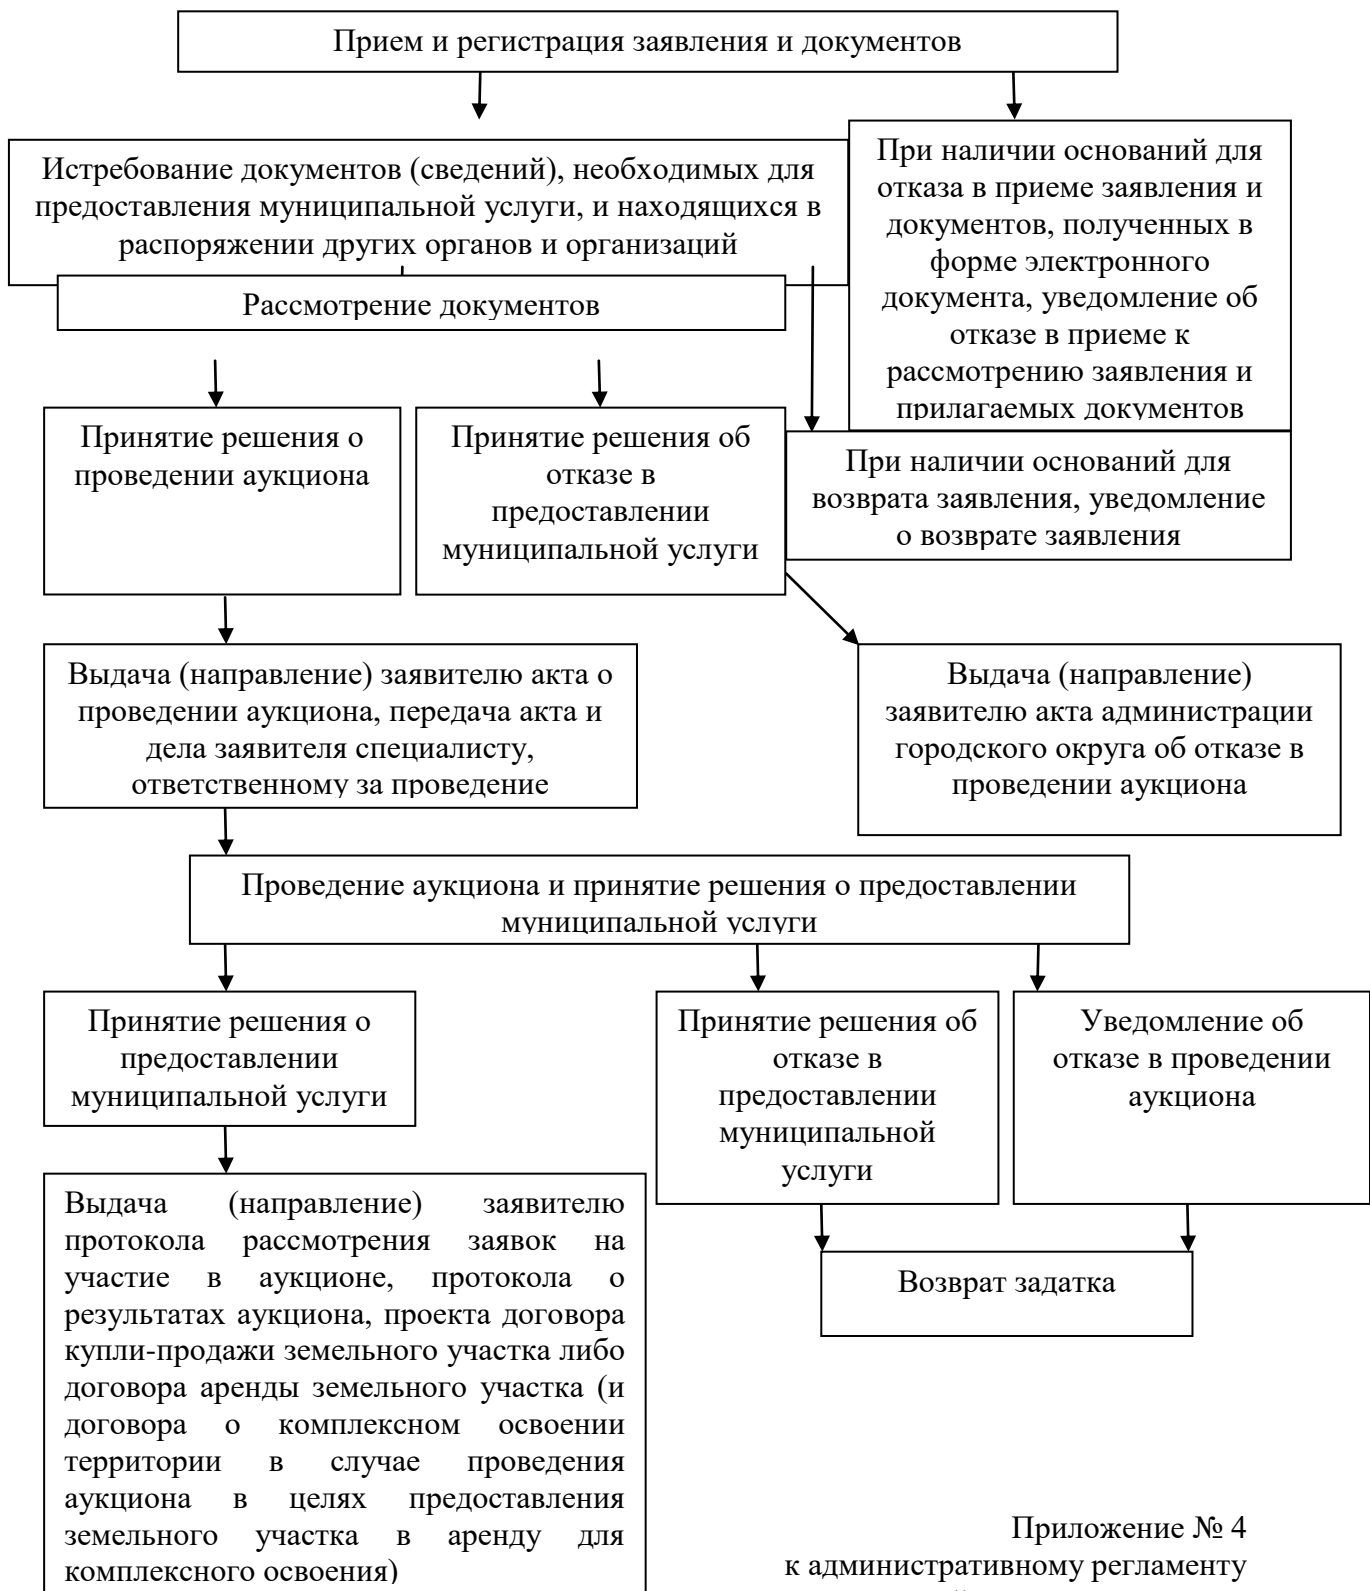 Прием и регистрация заявления и документов
Истребование документов (сведений), необходимых для
предоставления муниципальной услуги, и находящихся в
распоряжении других органов и организаций
При наличии оснований для
отказа в приеме заявления и
документов, полученных в
форме электронного
документа, уведомление об
отказе в приеме к
рассмотрению заявления и
прилагаемых документов
Рассмотрение документов
Принятие решения о
проведении аукциона
Принятие решения об
отказе в
предоставлении
муниципальной услуги
При наличии оснований для
возврата заявления, уведомление
о возврате заявления
Выдача (направление) заявителю акта о
проведении аукциона, передача акта и
дела заявителя специалисту,
ответственному за проведение
Выдача (направление)
заявителю акта администрации
городского округа об отказе в
проведении аукциона
Проведение аукциона и принятие решения о предоставлении
муниципальной услуги
Принятие решения о
предоставлении
муниципальной услуги
Принятие решения об
отказе в
предоставлении
муниципальной
услуги
Уведомление об
отказе в проведении
аукциона
Выдача (направление) заявителю
протокола рассмотрения заявок на
участие в аукционе, протокола о
результатах аукциона, проекта договора
купли-продажи земельного участка либо
договора аренды земельного участка (и
договора о комплексном освоении
территории в случае проведения
аукциона в целях предоставления
земельного участка в аренду для
комплексного освоения)
Возврат задатка
Приложение № 4
к административному регламенту